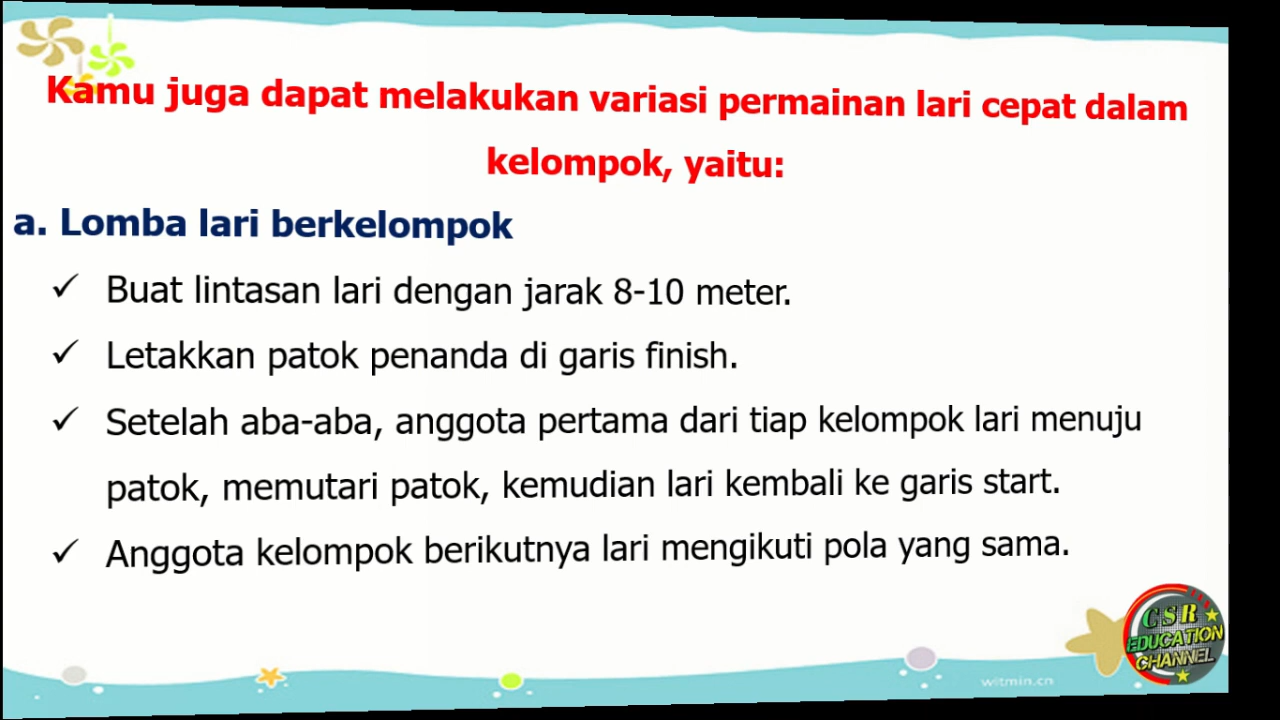 Kamu juga dapat melakukan variasi permainan lari cepat dalam
kelompok, yaitu:
a. Lomba lari berkelompok
✓ Buat lintasan lari dengan jarak 8-10 meter.
✓ Letakkan patok penanda di garis finish.
✓ Setelah aba-aba, anggota pertama dari tiap kelompok lari menuju
patok, memutari patok, kemudian lari kembali ke garis start.
✓ Anggota kelompok berikutnya lari mengikuti pola yang sama.
CSR
EDUCATION
CHANNEL
witmin.cn